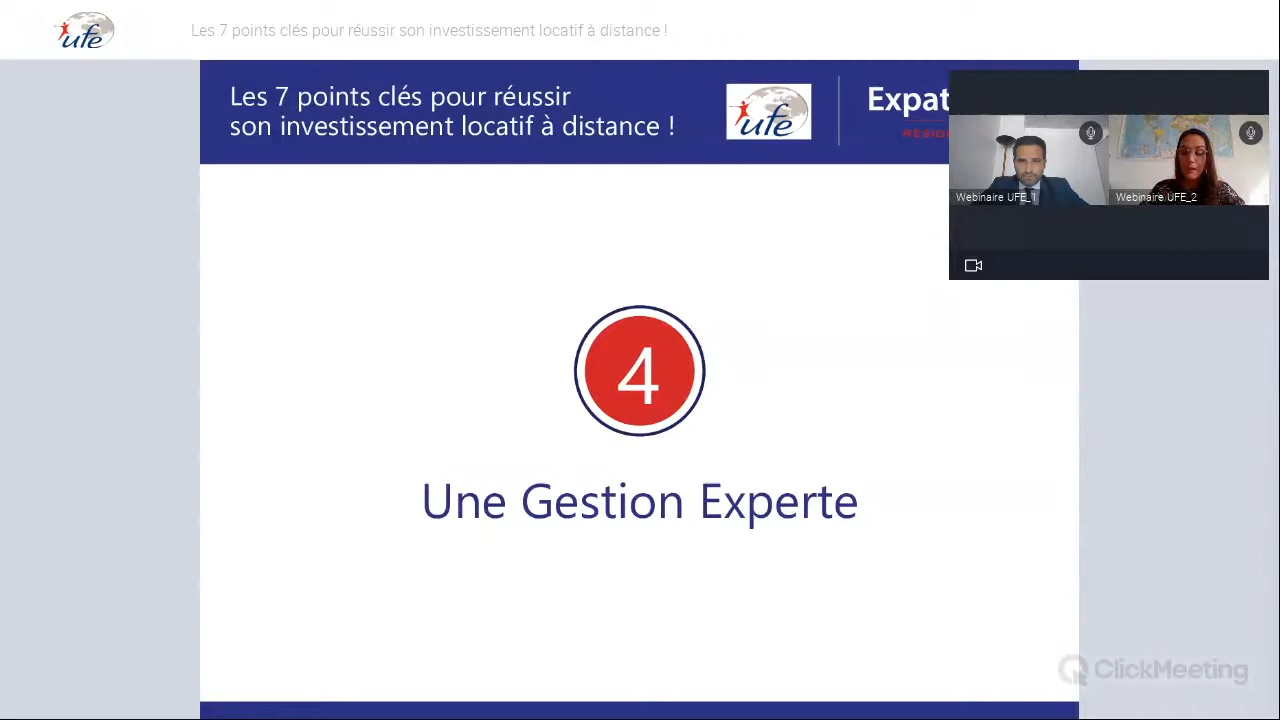 ufe
Les 7 points clés pour réussir son investissement locatif à distance !
Les 7 points clés pour réussir
son investissement locatif à distance !
ufe
Expat
RÉSID
Webinaire UFE_1
Webinaire UFE_2
4
Une Gestion Experte
ClickMeeting